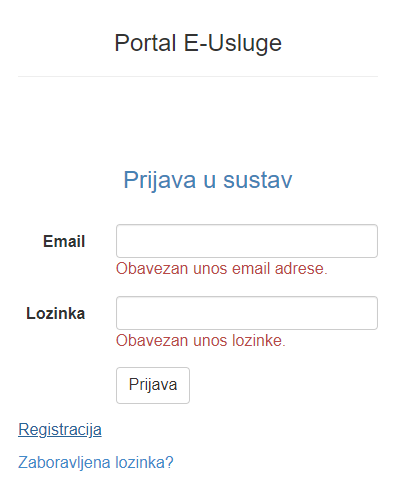 Portal E-Usluge
Prijava u sustav
Email
Obavezan unos email adrese.
Lozinka
Obavezan unos lozinke.
Prijava
Registracija
Zaboravljena lozinka?